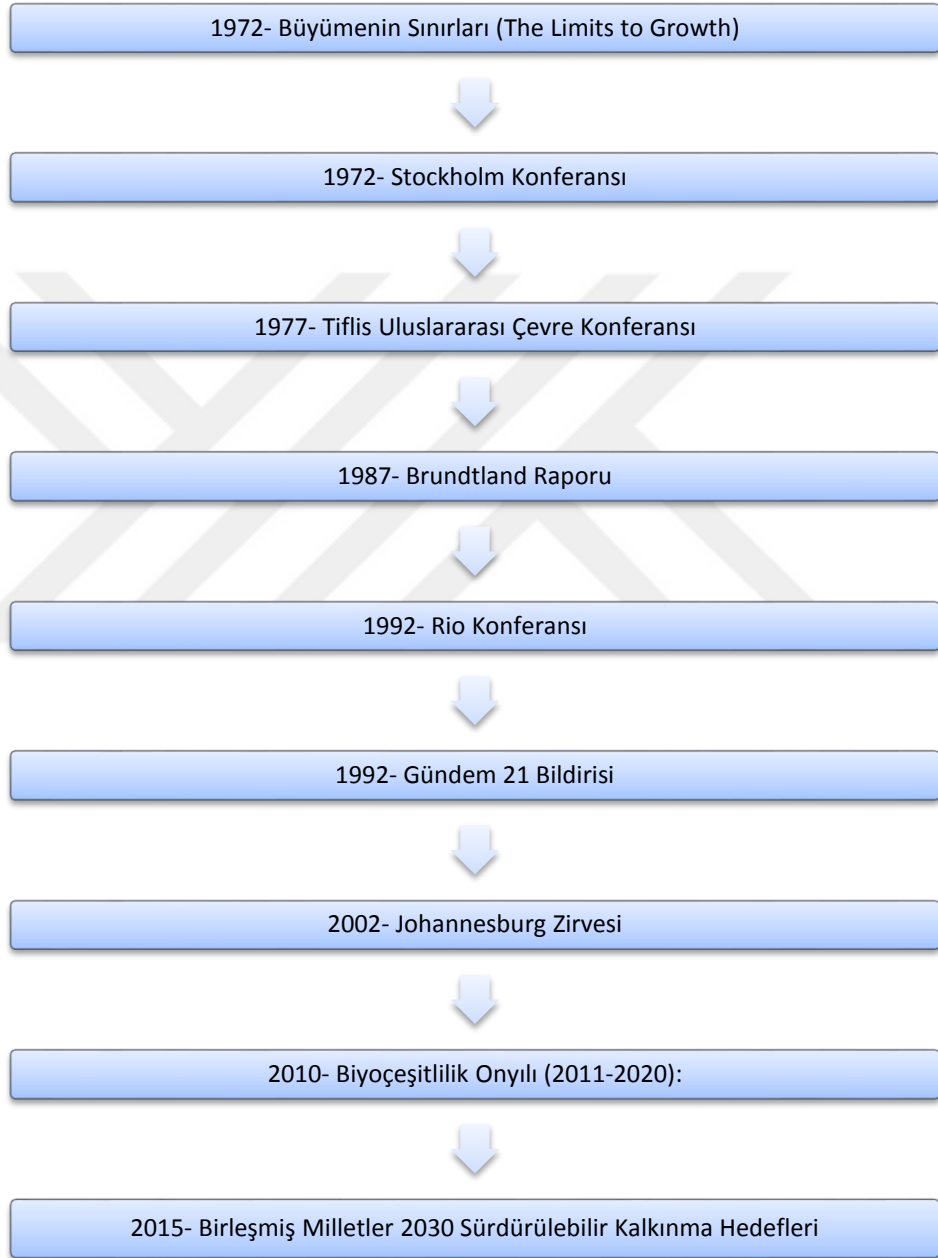 1972- Büyümenin Sınırları (The Limits to Growth)
1972- Stockholm Konferansı
1977- Tiflis Uluslararası Çevre Konferansı
1987- Brundtland Raporu
1992- Rio Konferansı
1992- Gündem 21 Bildirisi
2002- Johannesburg Zirvesi
2010- Biyoçeşitlilik Onyılı (2011-2020):
2015- Birleşmiş Milletler 2030 Sürdürülebilir Kalkınma Hedefleri